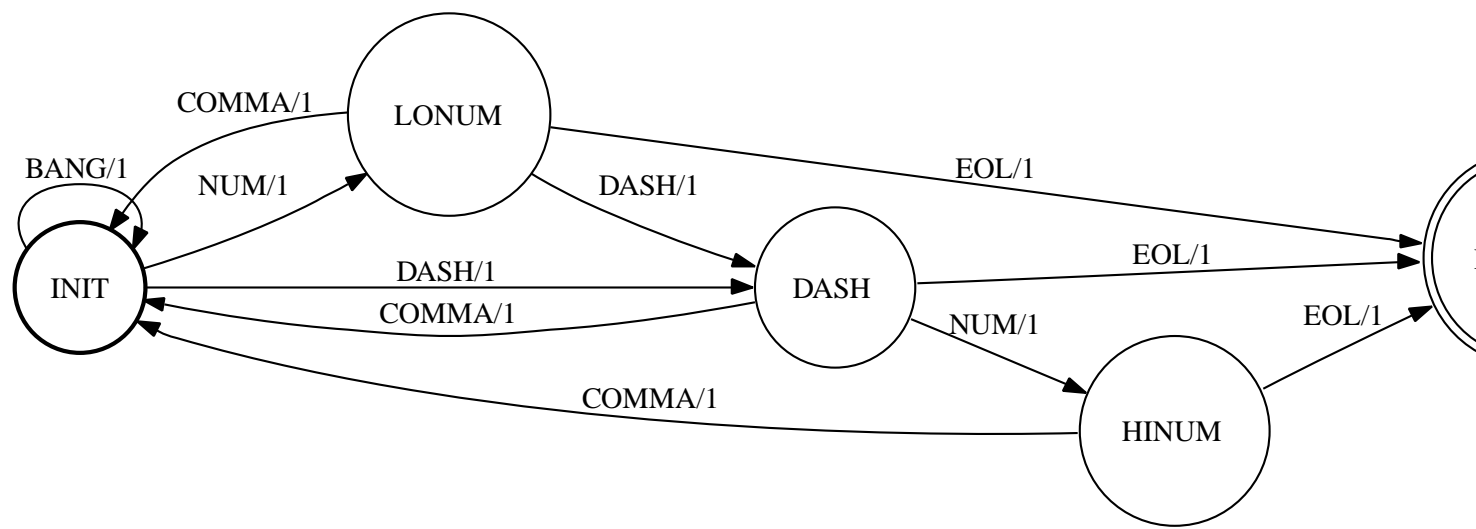 LONUM
COMMA/1
BANG/1
NUM/1
EOL/1
DASH/1
DASH/1
EOL/1
INIT
DASH
COMMA/1
NUM/1
EOL/1
COMMA/1
HINUM